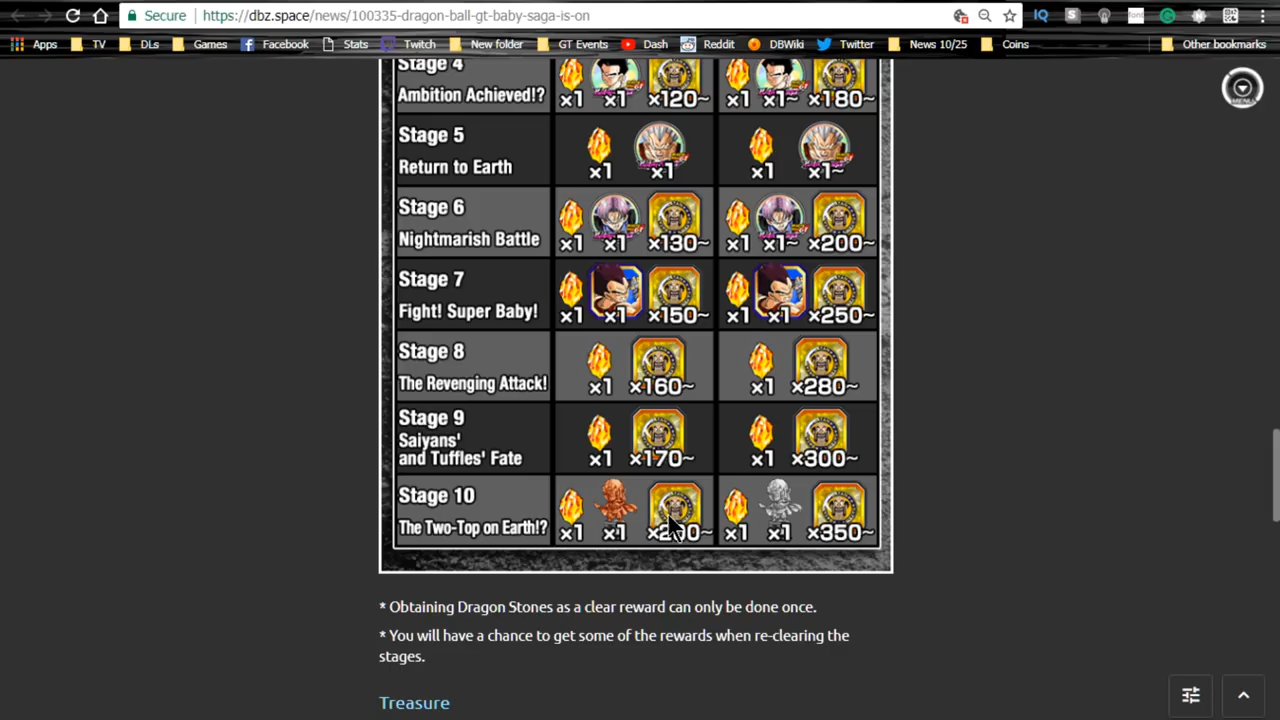 Secure https://dbz.space/news/100335-dragon-ball-gt-baby-saga-is-on
Apps TV DLs Games Facebook Stats Twitch New folder GT Events Dash Reddit DBWiki Twitter News 10/25 Coins Other bookmarks
MENU
Stage 4
Ambition Achieved!? ×1 ×1 ×120~ ×1 ×1~ ×180~
Stage 5
Return to Earth ×1 ×1 ×1 ×1~
Stage 6
Nightmarish Battle ×1 ×1 ×130~ ×1 ×1~ ×200~
Stage 7
Fight! Super Baby! ×1 ×1 ×150~ ×1 ×1 ×250~
Stage 8
The Revenging Attack! ×1 ×160~ ×1 ×280~
Stage 9
Saiyans'
and Tuffles' Fate ×1 ×170~ ×1 ×300~
Stage 10
The Two-Top on Earth!? ×1 ×1 ×200~ ×1 ×1 ×350~
* Obtaining Dragon Stones as a clear reward can only be done once.
* You will have a chance to get some of the rewards when re-clearing the
stages.
Treasure